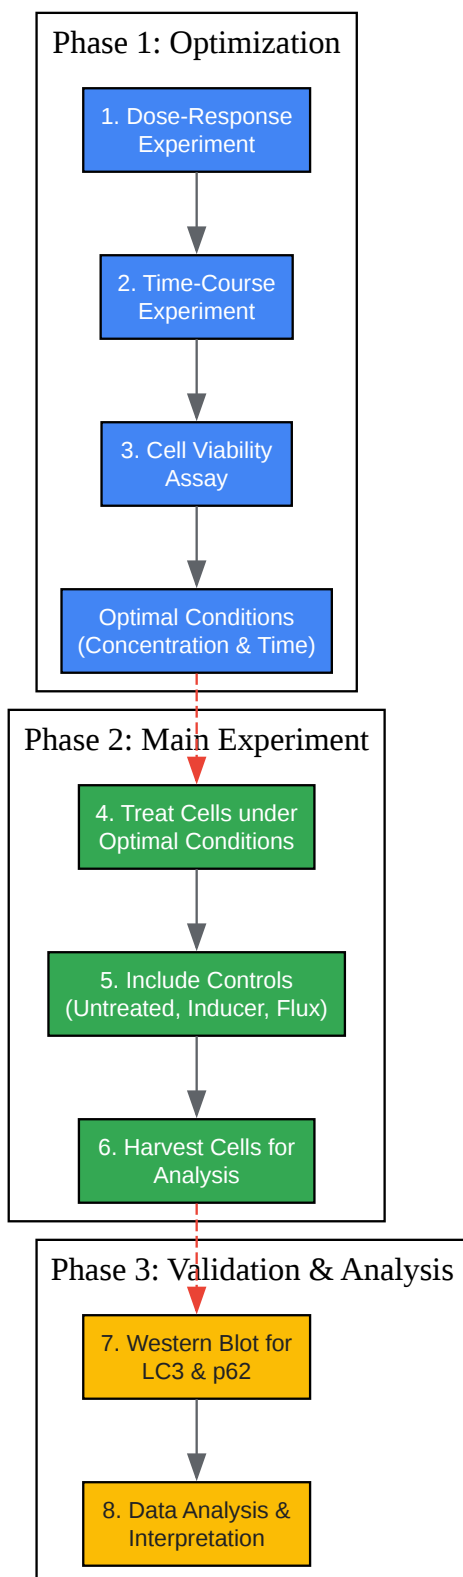 Phase 1: Optimization
1. Dose-Response
Experiment
2. Time-Course
Experiment
3. Cell Viability
Assay
Optimal Conditions
(Concentration & Time)
Phase 2: Main Experiment
4. Treat Cells under
Optimal Conditions
5. Include Controls
(Untreated, Inducer, Flux)
6. Harvest Cells for
Analysis
Phase 3: Validation & Analysis
7. Western Blot for
LC3 & p62
8. Data Analysis &
Interpretation